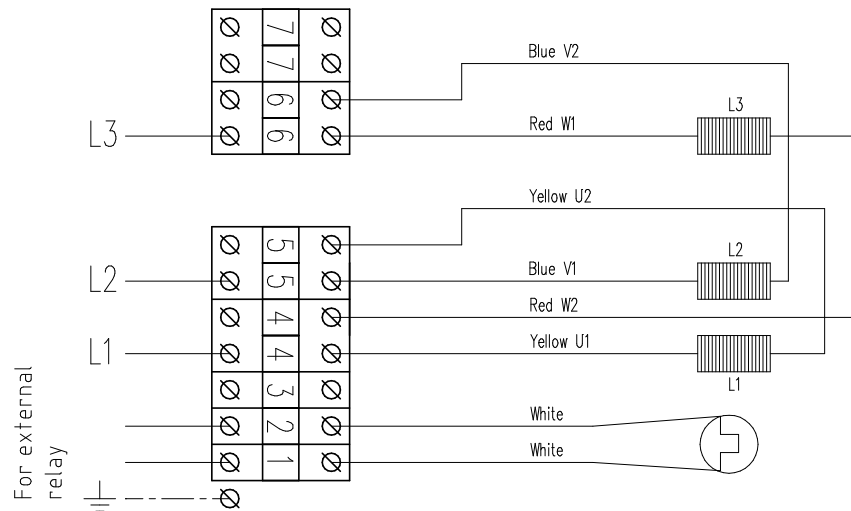 7
7
Blue V2
6
L3
L3
6
Red W1
Yellow U2
5
L2
L2
5
Blue V1
4
Red W2
L1
4
Yellow U1
L1
3
2
White
1
White
For external
relay